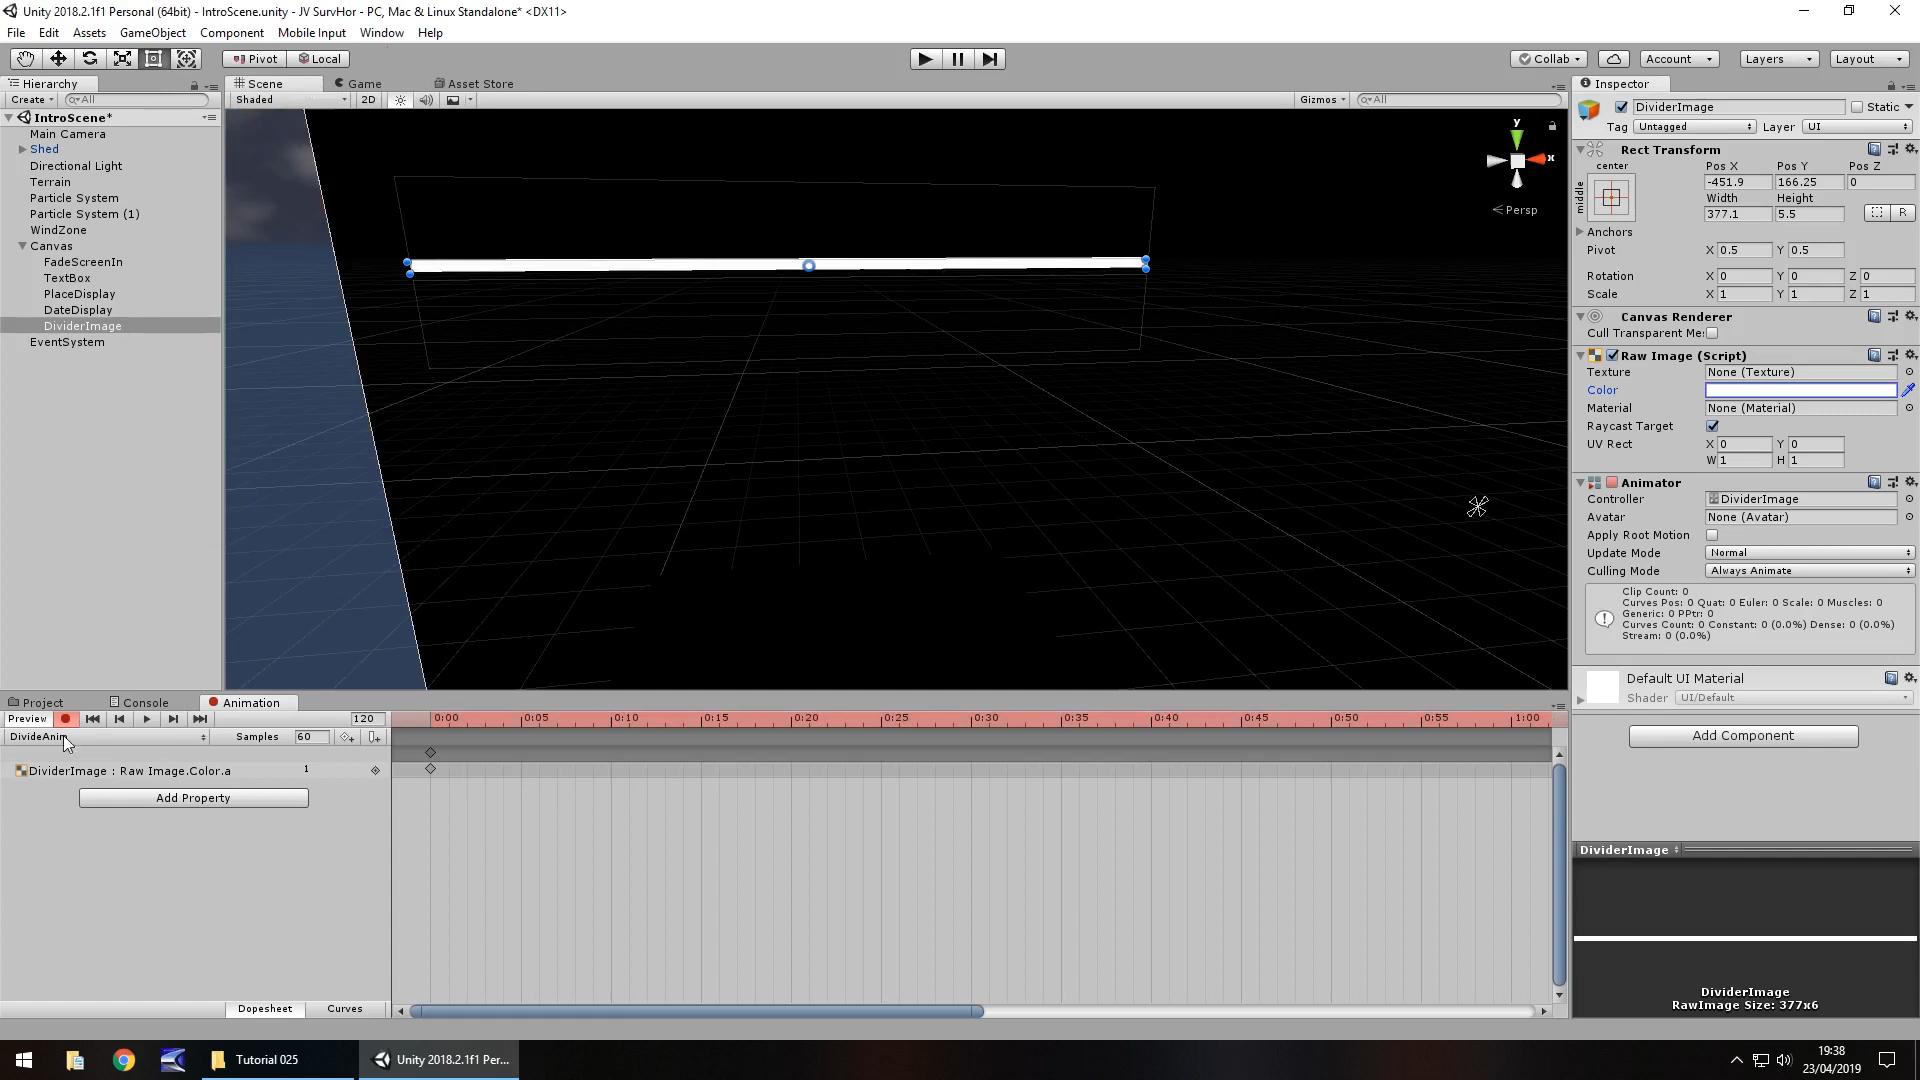 Unity 2018.2.1f1 Personal (64bit) - IntroScene.unity - JV SurvHor - PC, Mac & Linux Standalone* <DX11>
File Edit Assets GameObject Component Mobile Input Window Help
Pivot Local Collab Account Layers Layout
Hierarchy Scene Game Asset Store Inspector
Create All Shaded 2D Gizmos All
IntroScene*
Main Camera
Shed
Directional Light
Terrain
Particle System
Particle System (1)
WindZone
Canvas
FadeScreenIn
TextBox
PlaceDisplay
DateDisplay
DividerImage
EventSystem
y
x
Persp
DividerImage Static
Tag Untagged Layer UI
Rect Transform
center Pos X Pos Y Pos Z
middle -451.9 166.25 0
Width Height
377.1 5.5 R
Anchors
Pivot X 0.5 Y 0.5
Rotation X 0 Y 0 Z 0
Scale X 1 Y 1 Z 1
Canvas Renderer
Cull Transparent Me:
Raw Image (Script)
Texture None (Texture)
Color
Material None (Material)
Raycast Target
UV Rect X 0 Y 0
W 1 H 1
Animator
Controller DividerImage
Avatar None (Avatar)
Apply Root Motion
Update Mode Normal
Culling Mode Always Animate
Clip Count: 0
Curves Pos: 0 Quat: 0 Euler: 0 Scale: 0 Muscles: 0
Generic: 0 PPtr: 0
Curves Count: 0 Constant: 0 (0.0%) Dense: 0 (0.0%)
Stream: 0 (0.0%)
Default UI Material
Shader UI/Default
Add Component
DividerImage
DividerImage
RawImage Size: 377x6
Project Console Animation
Preview 120 0:00 0:05 0:10 0:15 0:20 0:25 0:30 0:35 0:40 0:45 0:50 0:55 1:00
DivideAnim Samples 60
DividerImage : Raw Image.Color.a 1
Add Property
Dopesheet Curves
Tutorial 025 Unity 2018.2.1f1 Per...
19:38
23/04/2019